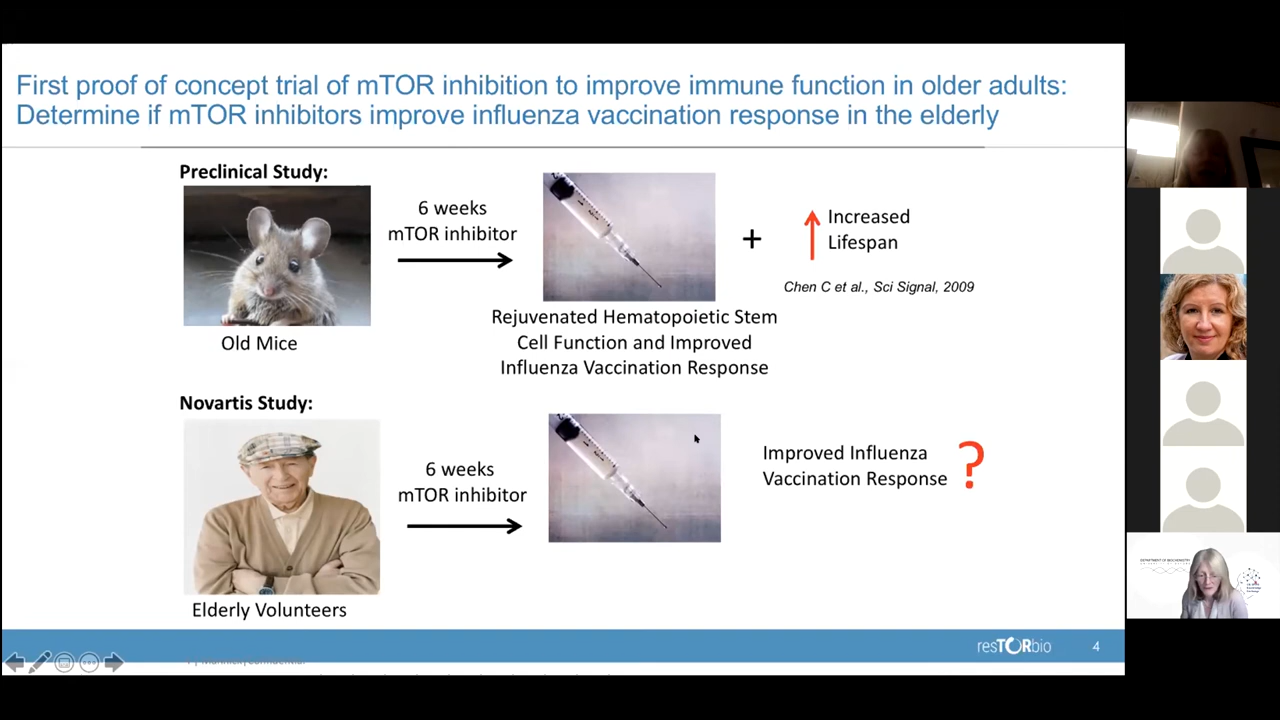 First proof of concept trial of mTOR inhibition to improve immune function in older adults:
Determine if mTOR inhibitors improve influenza vaccination response in the elderly
Preclinical Study:
6 weeks
mTOR inhibitor
+
Increased
Lifespan
Chen C et al., Sci Signal, 2009
Old Mice
Rejuvenated Hematopoietic Stem
Cell Function and Improved
Influenza Vaccination Response
Novartis Study:
6 weeks
mTOR inhibitor
Improved Influenza
Vaccination Response ?
Elderly Volunteers
resTORbio
4
DEPARTMENT OF BIOCHEMISTRY